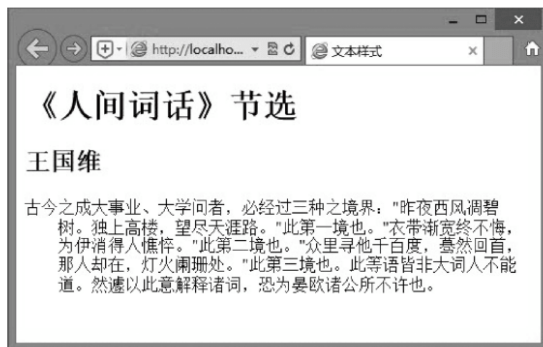 http://localho...
文本样式
《人间词话》节选
王国维
古今之成大事业、大学问者，必经过三种之境界："昨夜西风凋碧
树。独上高楼，望尽天涯路。"此第一境也。"衣带渐宽终不悔，
为伊消得人憔悴。"此第二境也。"众里寻他千百度，蓦然回首，
那人却在，灯火阑珊处。"此第三境也。此等语皆非大词人不能
道。然遽以此意解释诸词，恐为晏欧诸公所不许也。